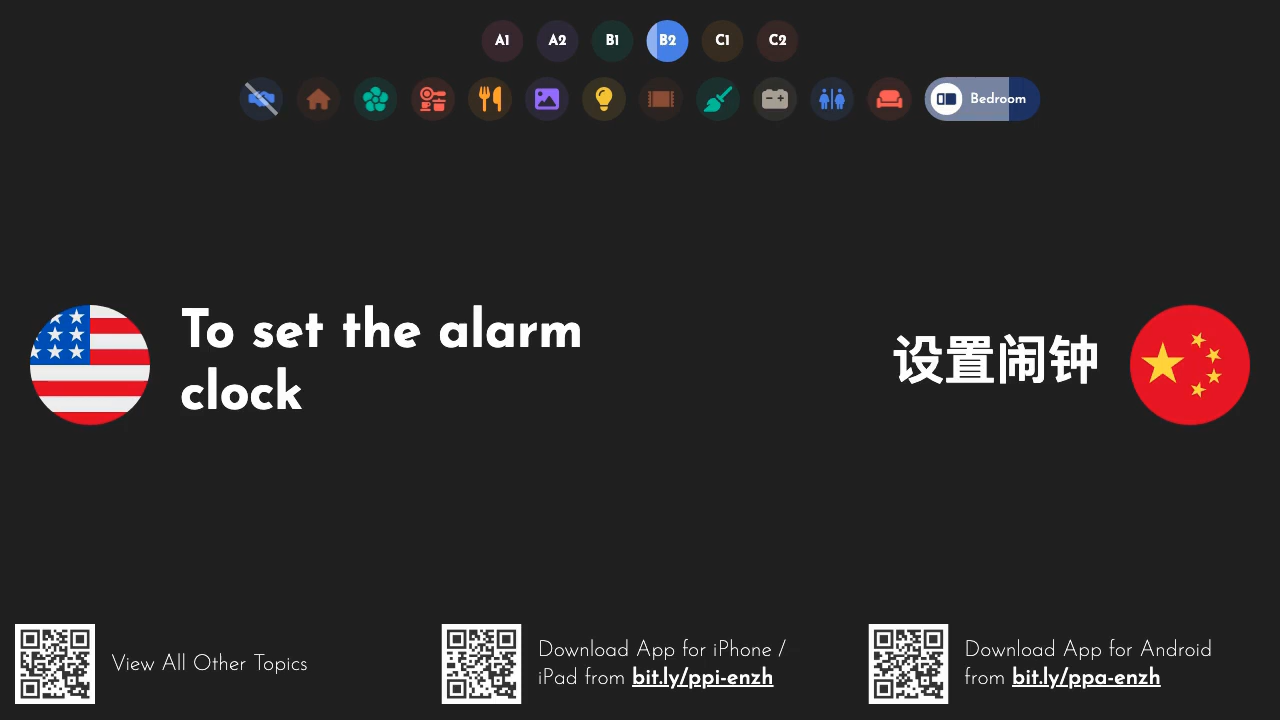 A1 A2 B1 B2 C1 C2
Bedroom
To set the alarm
clock
设置闹钟
View All Other Topics
Download App for iPhone /
iPad from bit.ly/ppi-enzh
Download App for Android
from bit.ly/ppa-enzh